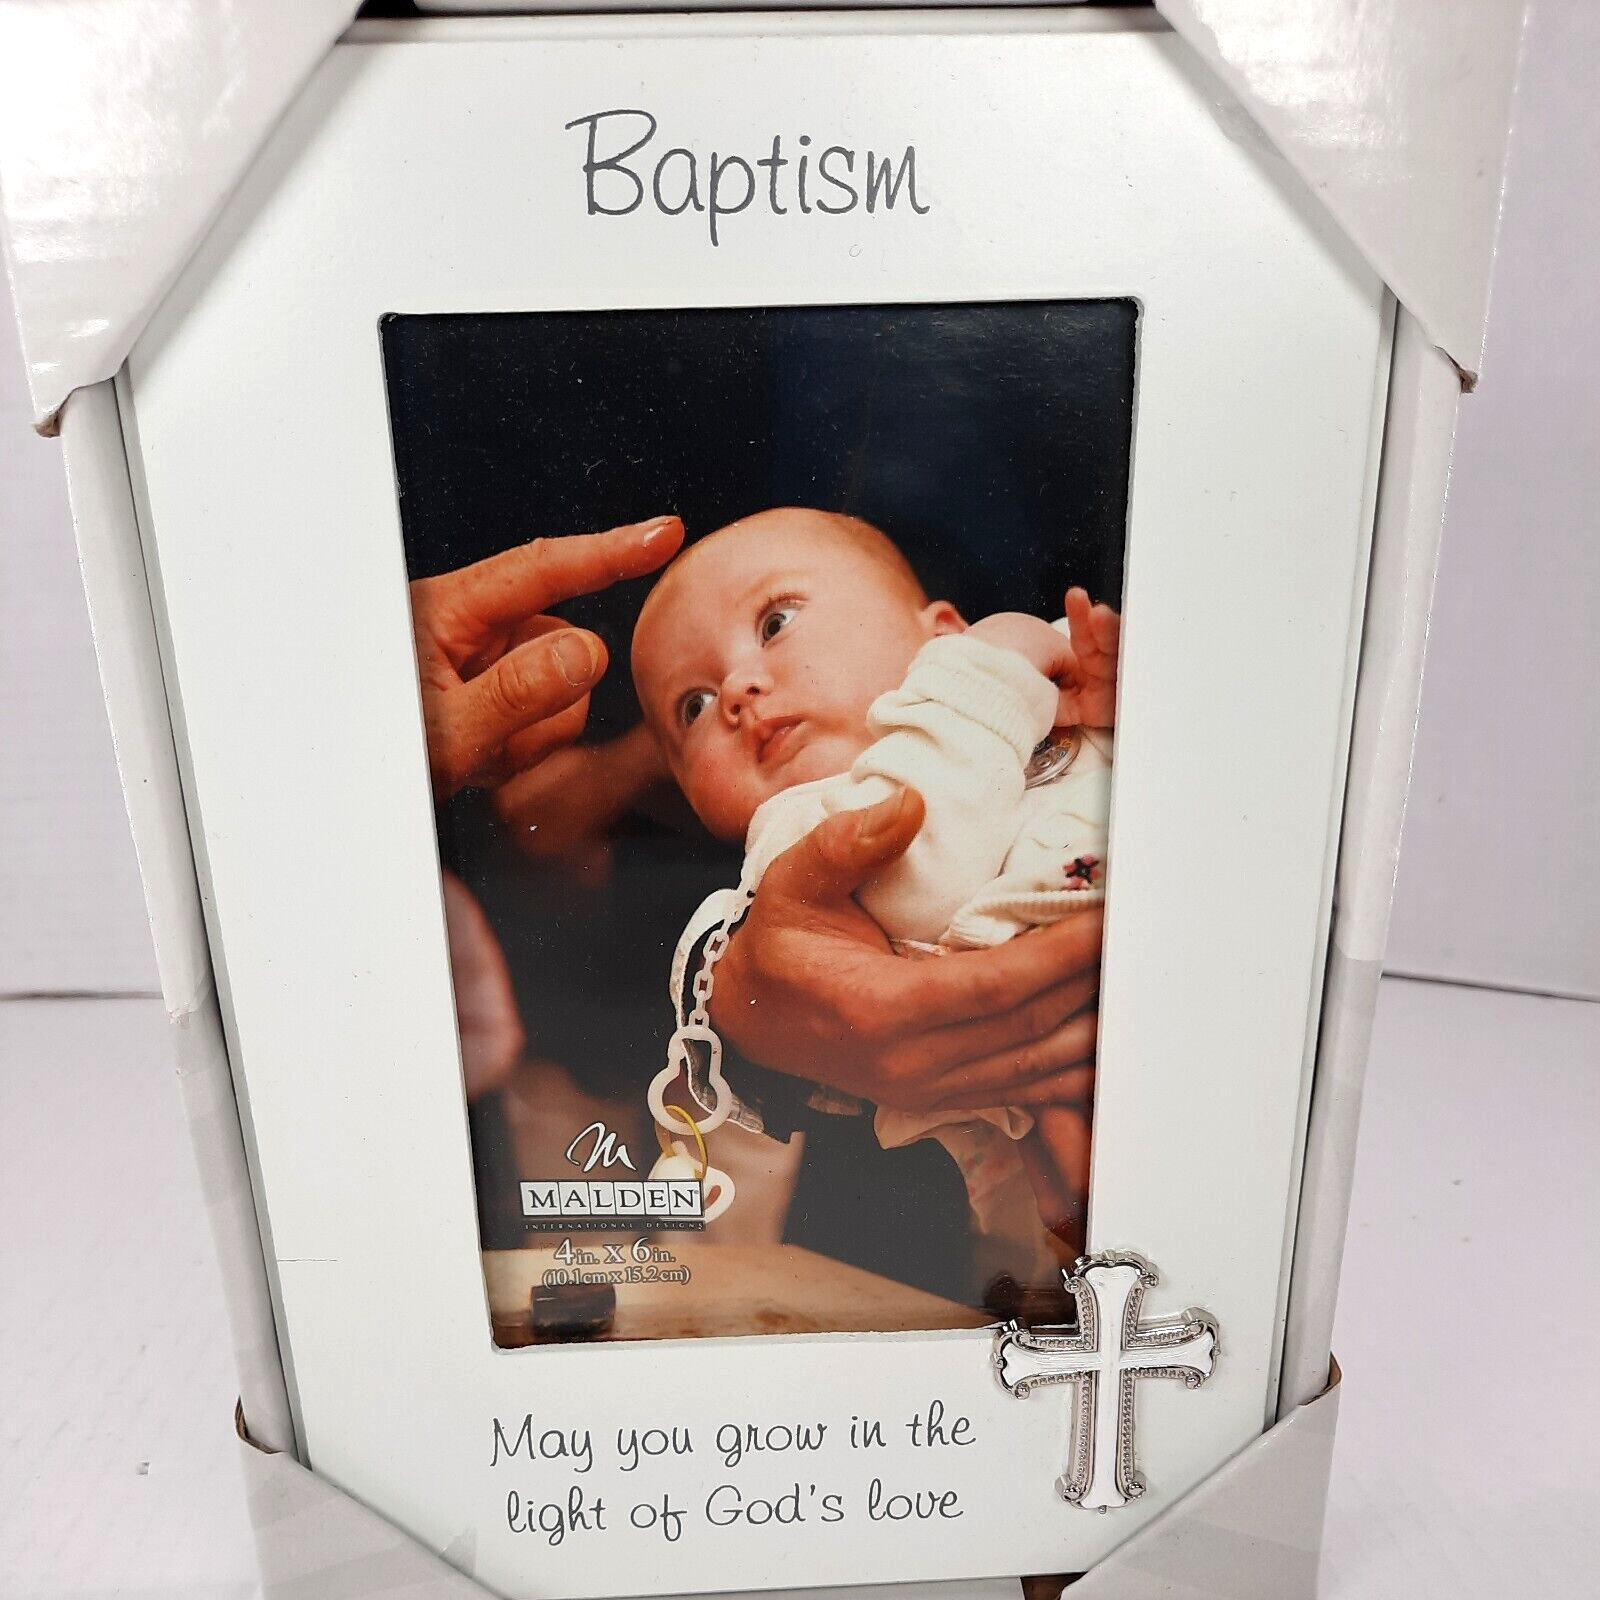 Baptism
M
MALDEN
INTERNATIONAL DESIGNS
4in. x 6in.
(10.1cm x 15.2cm)
May you grow in the
light of God's love